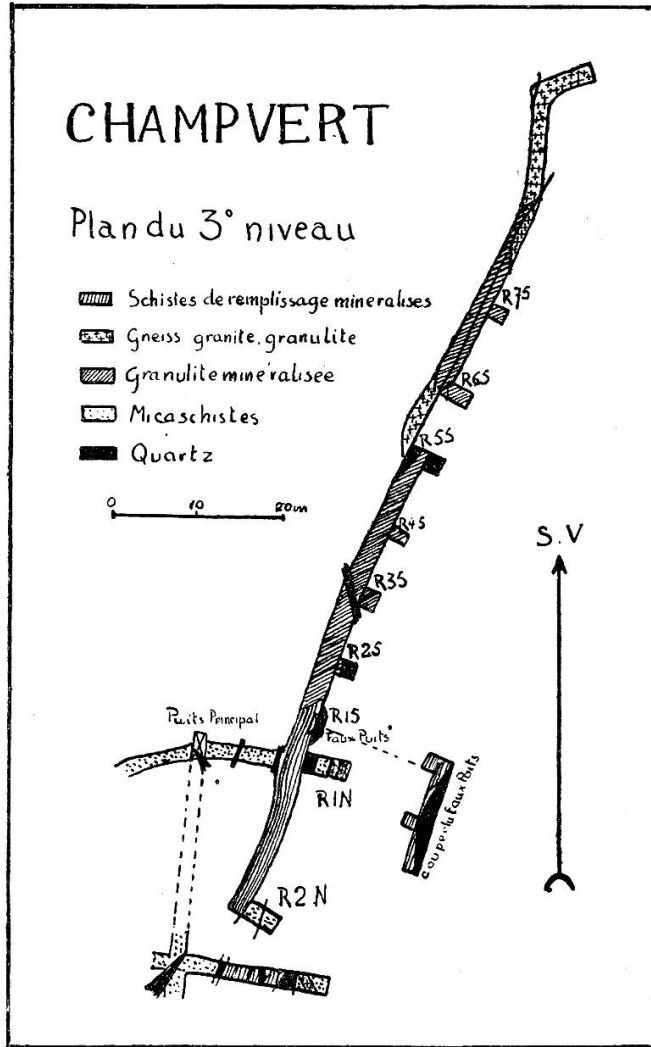 CHAMPVERT
Plan du 3° niveau
Schistes de remplissage mineralises
Gneiss granite, granulite
Granulite minéralisée
Micaschistes
Quartz
0 10 20m
R7S
R6S
R5S
R4S
R3S
R2S
R1S
Puits Principal
Faux Puits
R1N
R2N
Coupe du Faux Puits
S.V